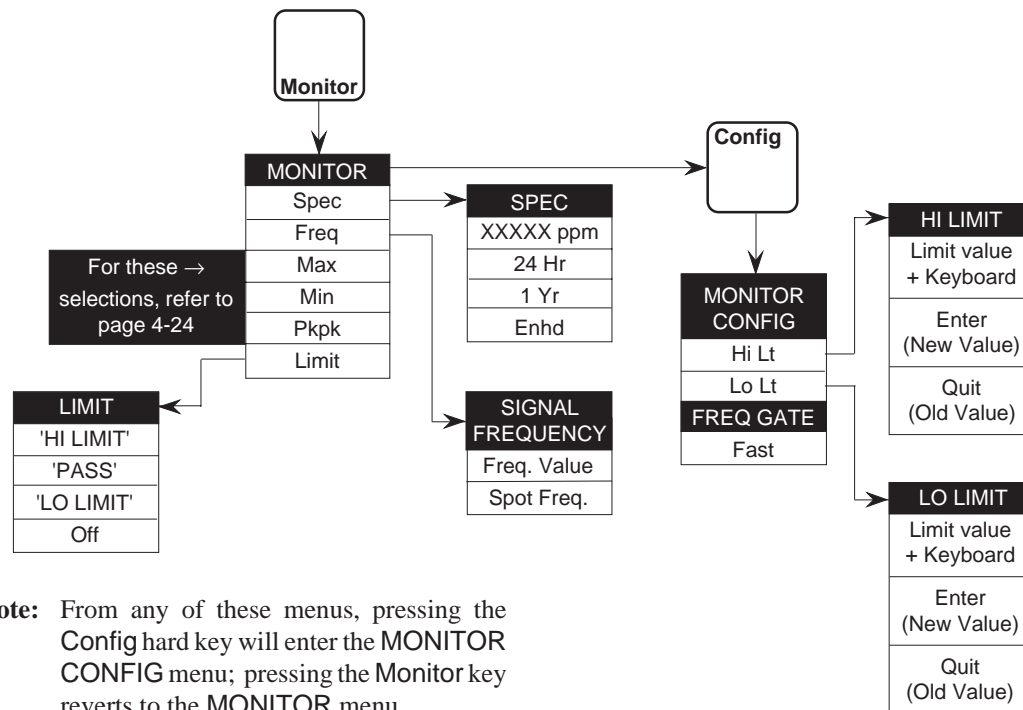 Monitor
Config
MONITOR
Spec
Freq
Max
Min
Pkpk
Limit
For these →
selections, refer to
page 4-24
SPEC
XXXXX ppm
24 Hr
1 Yr
Enhd
SIGNAL
FREQUENCY
Freq. Value
Spot Freq.
LIMIT
'HI LIMIT'
'PASS'
'LO LIMIT'
Off
MONITOR
CONFIG
Hi Lt
Lo Lt
FREQ GATE
Fast
HI LIMIT
Limit value
+ Keyboard
Enter
(New Value)
Quit
(Old Value)
LO LIMIT
Limit value
+ Keyboard
Enter
(New Value)
Quit
(Old Value)
ote: From any of these menus, pressing the
Config hard key will enter the MONITOR
CONFIG menu; pressing the Monitor key
reverts to the MONITOR menu